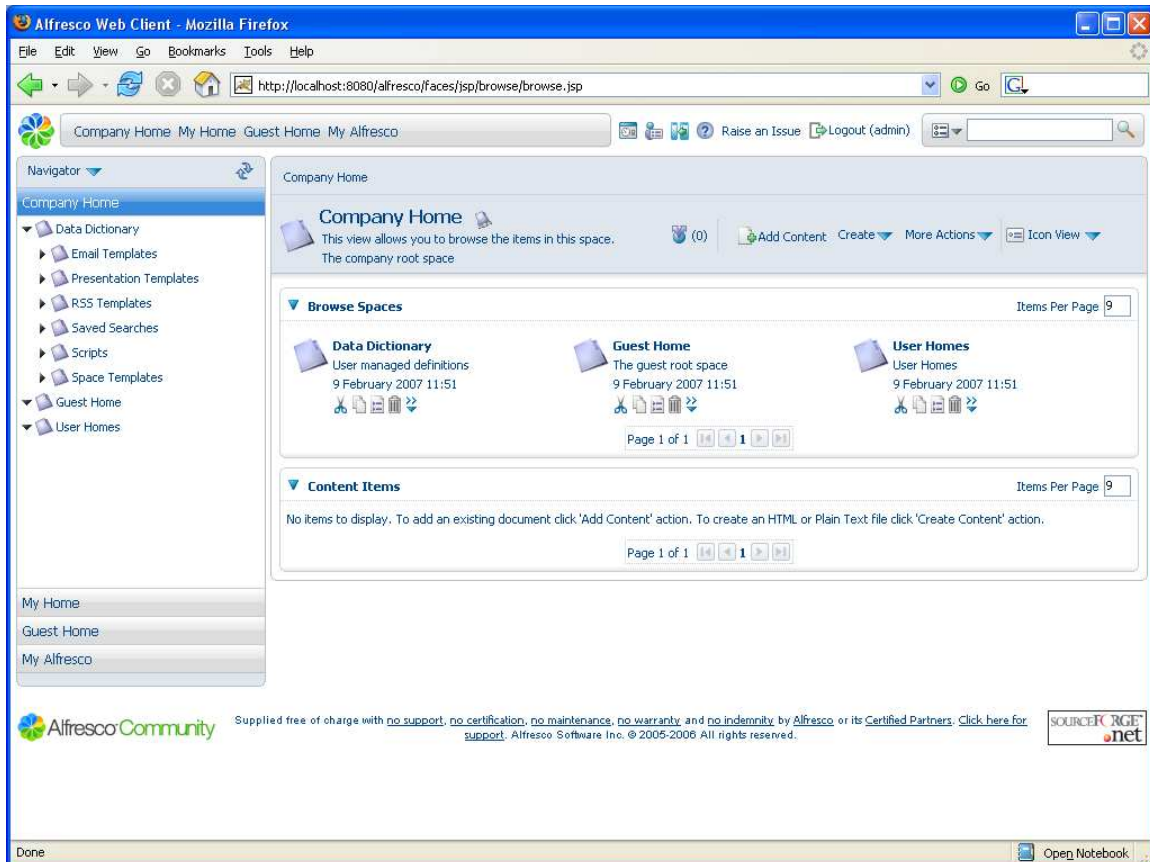 Alfresco Web Client - Mozilla Firefox
File Edit View Go Bookmarks Tools Help
http://localhost:8080/alfresco/faces/jsp/browse/browse.jsp Go G
Company Home My Home Guest Home My Alfresco Raise an Issue Logout (admin)
Navigator
Company Home
Data Dictionary
Email Templates
Presentation Templates
RSS Templates
Saved Searches
Scripts
Space Templates
Guest Home
User Homes
My Home
Guest Home
My Alfresco
Company Home
Company Home
This view allows you to browse the items in this space.
The company root space
(0) Add Content Create More Actions Icon View
Browse Spaces Items Per Page 9
Data Dictionary
User managed definitions
9 February 2007 11:51
Guest Home
The guest root space
9 February 2007 11:51
User Homes
User Homes
9 February 2007 11:51
Page 1 of 1 1
Content Items Items Per Page 9
No items to display. To add an existing document click 'Add Content' action. To create an HTML or Plain Text file click 'Create Content' action.
Page 1 of 1 1
Alfresco Community
Supplied free of charge with no support, no certification, no maintenance, no warranty and no indemnity by Alfresco or its Certified Partners. Click here for
support. Alfresco Software Inc. © 2005-2006 All rights reserved.
SOURCEFORGE
.net
Done Open Notebook